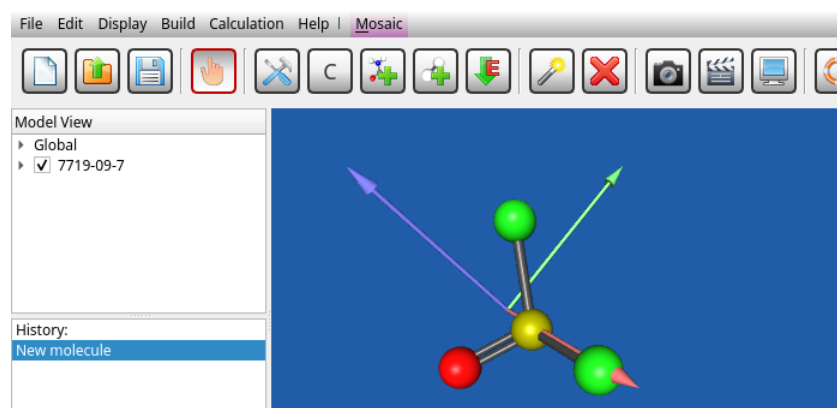 File Edit Display Build Calculation Help | Mosaic
C E
Model View
Global
7719-09-7
History:
New molecule